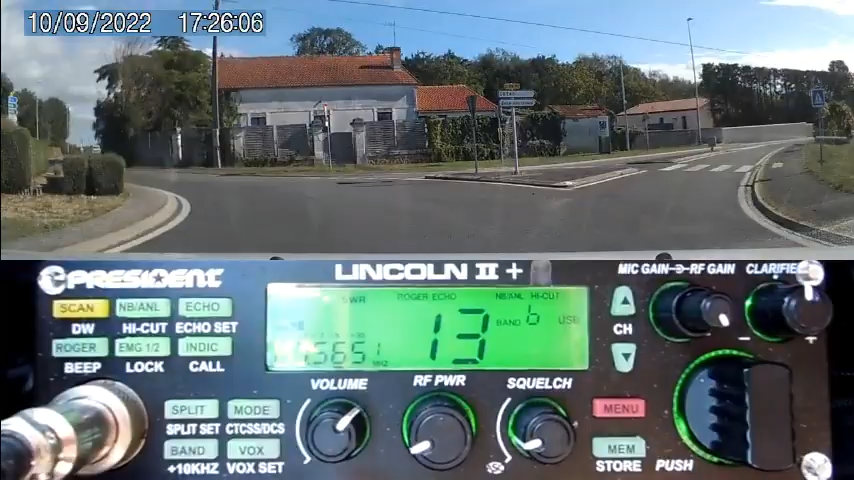 10/09/2022 17:26:06
PRESIDENT LINCOLN II + MIC GAIN RF GAIN CLARIFIER
SCAN NB/ANL ECHO
DW HI-CUT ECHO SET
ROGER EMG 1/2 INDIC
BEEP LOCK CALL
SWR ROGER ECHO NB/ANL HI-CUT
13 BAND b USB
5651 MHZ
CH
- +
VOLUME RF PWR SQUELCH
SPLIT MODE
SPLIT SET CTCSS/DCS
BAND VOX
+10KHZ VOX SET
MENU
MEM
STORE PUSH